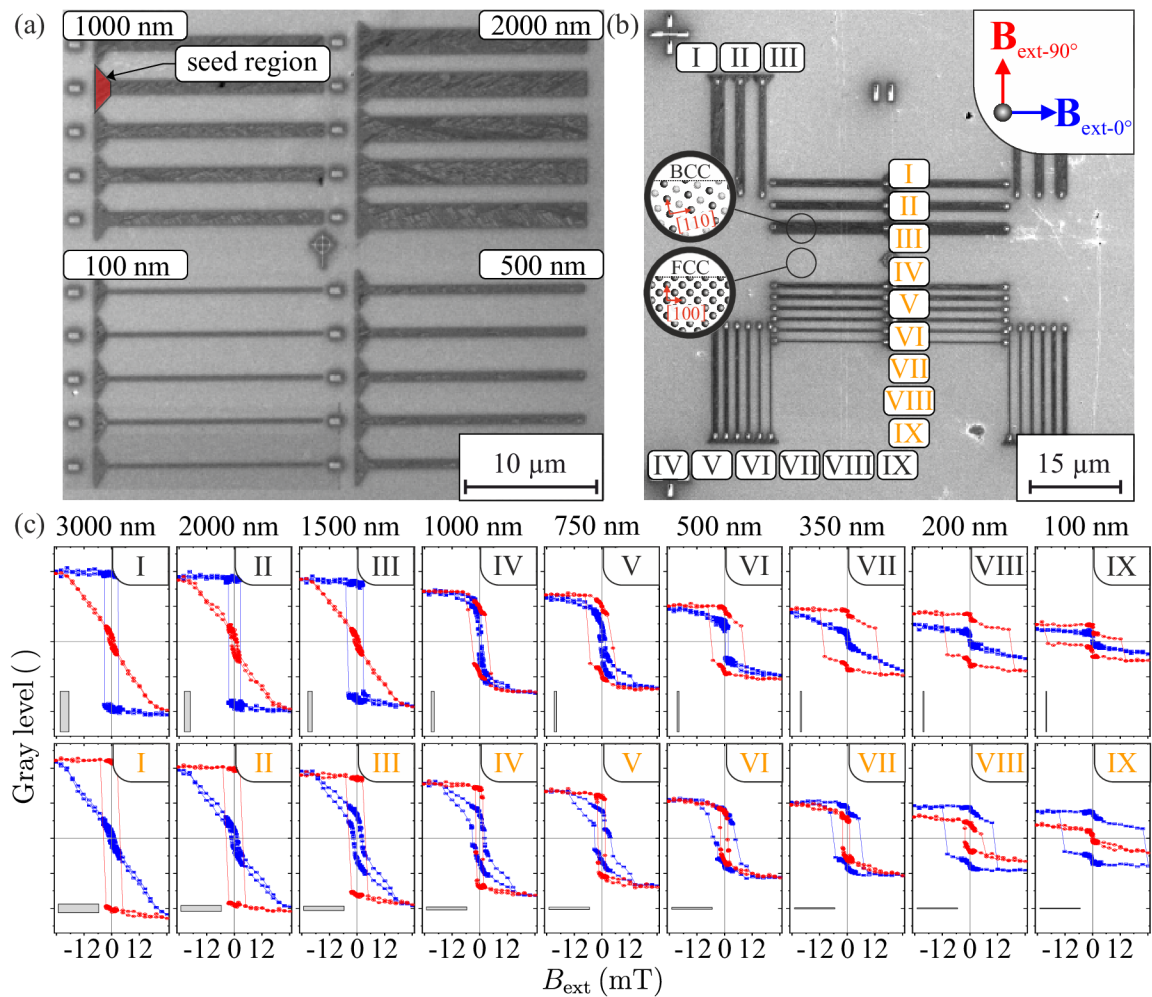 (a)
1000 nm
2000 nm
seed region
100 nm
500 nm
10 µm
(b)
I II III
B ext-90°
B ext-0°
BCC
[110]
FCC
[100]
I
II
III
IV
V
VI
VII
VIII
IX
IV V VI VII VIII IX
15 µm
(c)
3000 nm 2000 nm 1500 nm 1000 nm 750 nm 500 nm 350 nm 200 nm 100 nm
I II III IV V VI VII VIII IX
I II III IV V VI VII VIII IX
Gray level ( )
-12 0 12 -12 0 12 -12 0 12 -12 0 12 -12 0 12 -12 0 12 -12 0 12 -12 0 12 -12 0 12
B ext (mT)